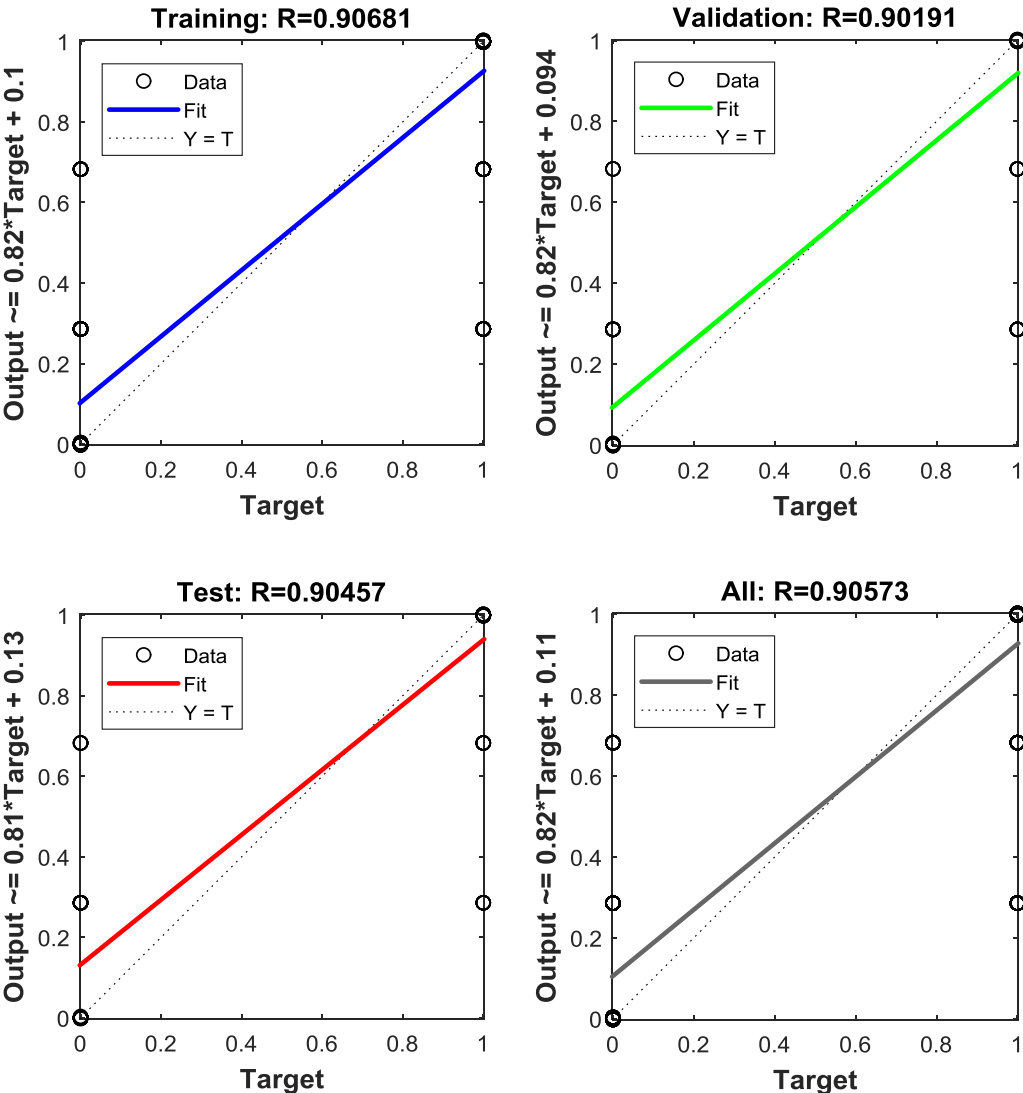 Training: R=0.90681
Output ~= 0.82*Target + 0.1
1
0.8
0.6
0.4
0.2
0
Data
Fit
Y = T
0
0.2
0.4
0.6
0.8
1
Target
Validation: R=0.90191
Output ~= 0.82*Target + 0.094
1
0.8
0.6
0.4
0.2
0
Data
Fit
Y = T
0
0.2
0.4
0.6
0.8
1
Target
Test: R=0.90457
Output ~= 0.81*Target + 0.13
1
0.8
0.6
0.4
0.2
0
Data
Fit
Y = T
0
0.2
0.4
0.6
0.8
1
Target
All: R=0.90573
Output ~= 0.82*Target + 0.11
1
0.8
0.6
0.4
0.2
0
Data
Fit
Y = T
0
0.2
0.4
0.6
0.8
1
Target